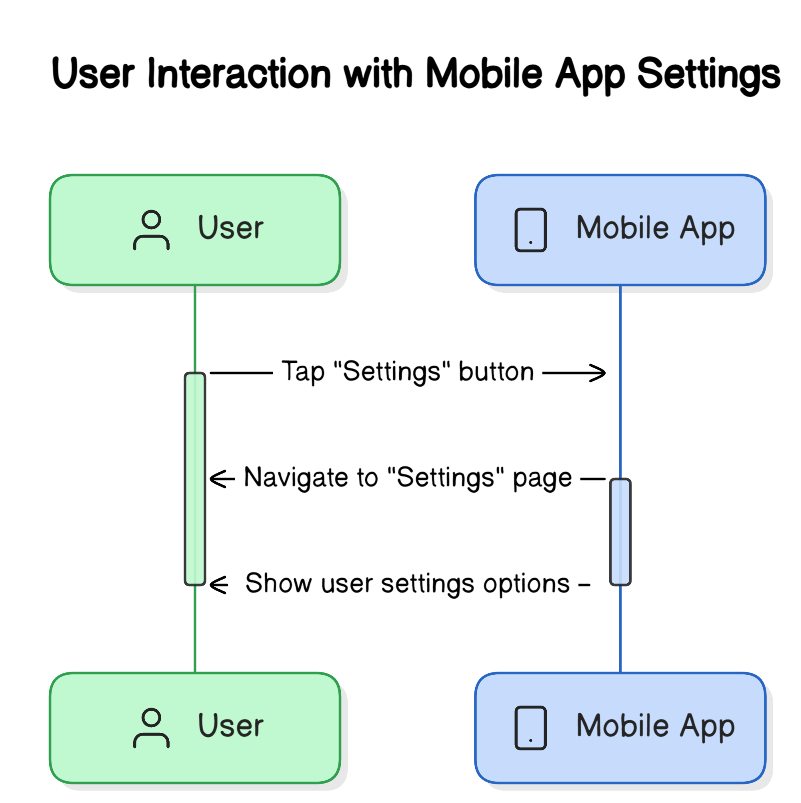 User Interaction with Mobile App Settings
User
Mobile App
Tap "Settings" button
Navigate to "Settings" page
Show user settings options
User
Mobile App